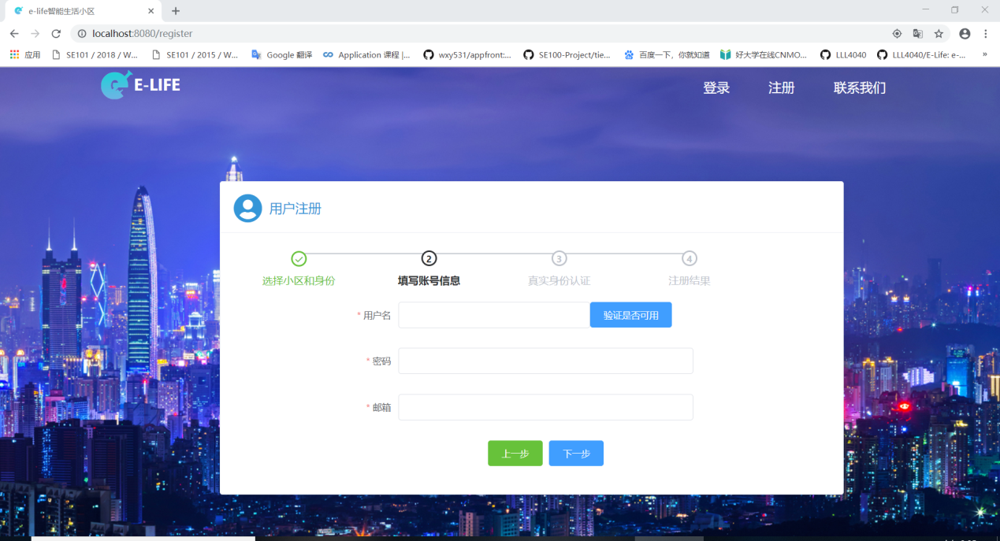 e-life智能生活小区
localhost:8080/register
应用 SE101 / 2018 / W... SE101 / 2015 / W... Google 翻译 Application 课程 |... wxy531/appfront:... SE100-Project/tie... 百度一下，你就知道 好大学在线CNMO... LLL4040 LLL4040/E-Life: e-... »
E-LIFE 登录 注册 联系我们
用户注册
2 3 4
选择小区和身份 填写账号信息 真实身份认证 注册结果
* 用户名 验证是否可用
* 密码
* 邮箱
上一步 下一步